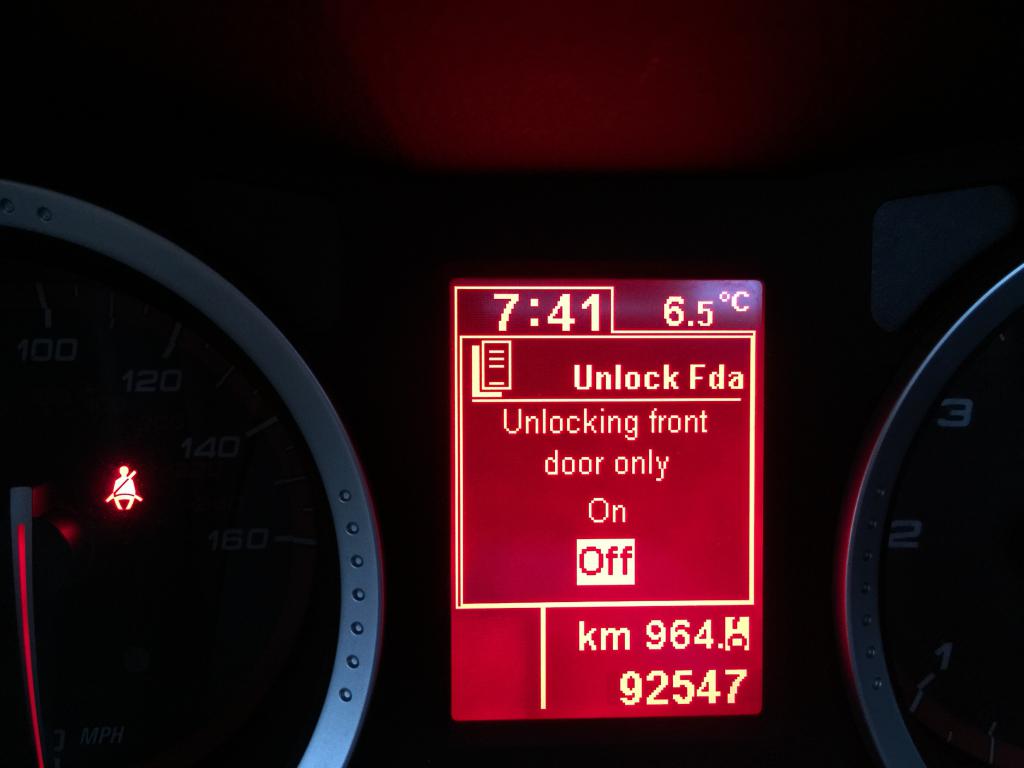 7:41 6.5 °C
Unlock Fda
Unlocking front
door only
On
Off
km 964.
92547
100
120
140
160
MPH
3
2
1